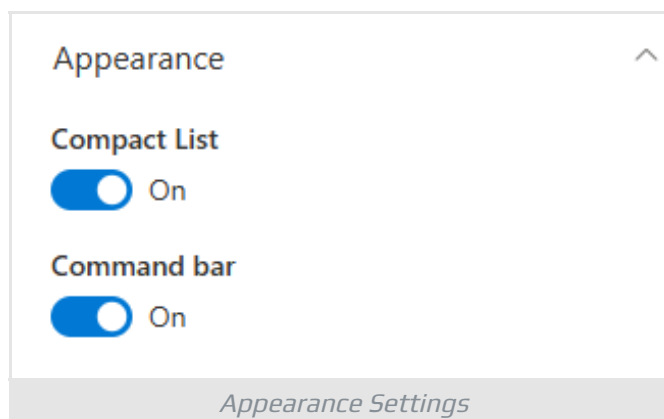 Appearance
Compact List
On
Command bar
On
Appearance Settings